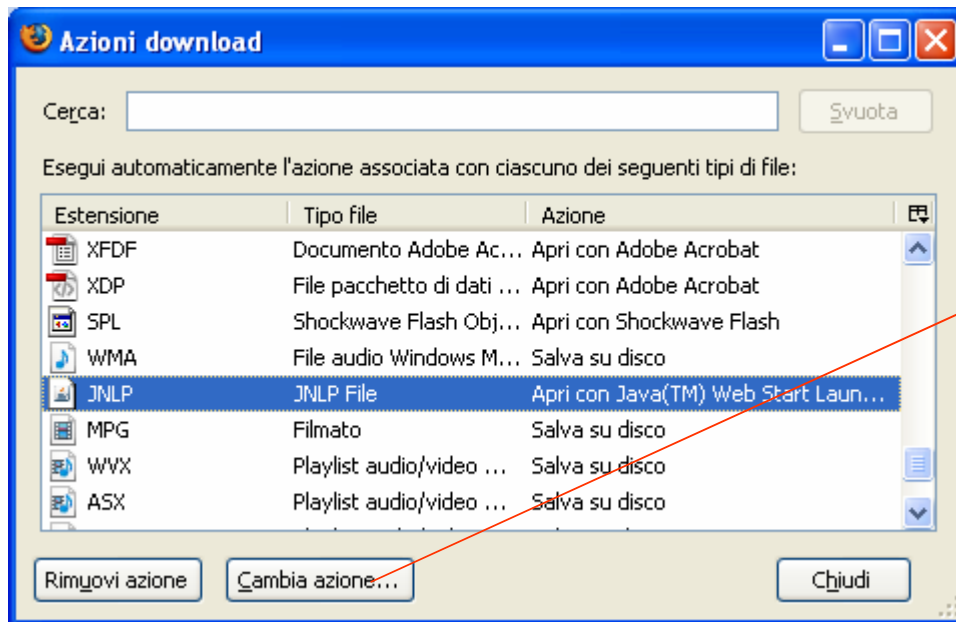 Azioni download
Cerca: Svuota
Esegui automaticamente l'azione associata con ciascuno dei seguenti tipi di file:
Estensione Tipo file Azione
XFDF Documento Adobe Ac... Apri con Adobe Acrobat
XDP File pacchetto di dati ... Apri con Adobe Acrobat
SPL Shockwave Flash Obj... Apri con Shockwave Flash
WMA File audio Windows M... Salva su disco
JNLP JNLP File Apri con Java(TM) Web Start Laun...
MPG Filmato Salva su disco
WVX Playlist audio/video ... Salva su disco
ASX Playlist audio/video ... Salva su disco
Rimuovi azione Cambia azione... Chiudi